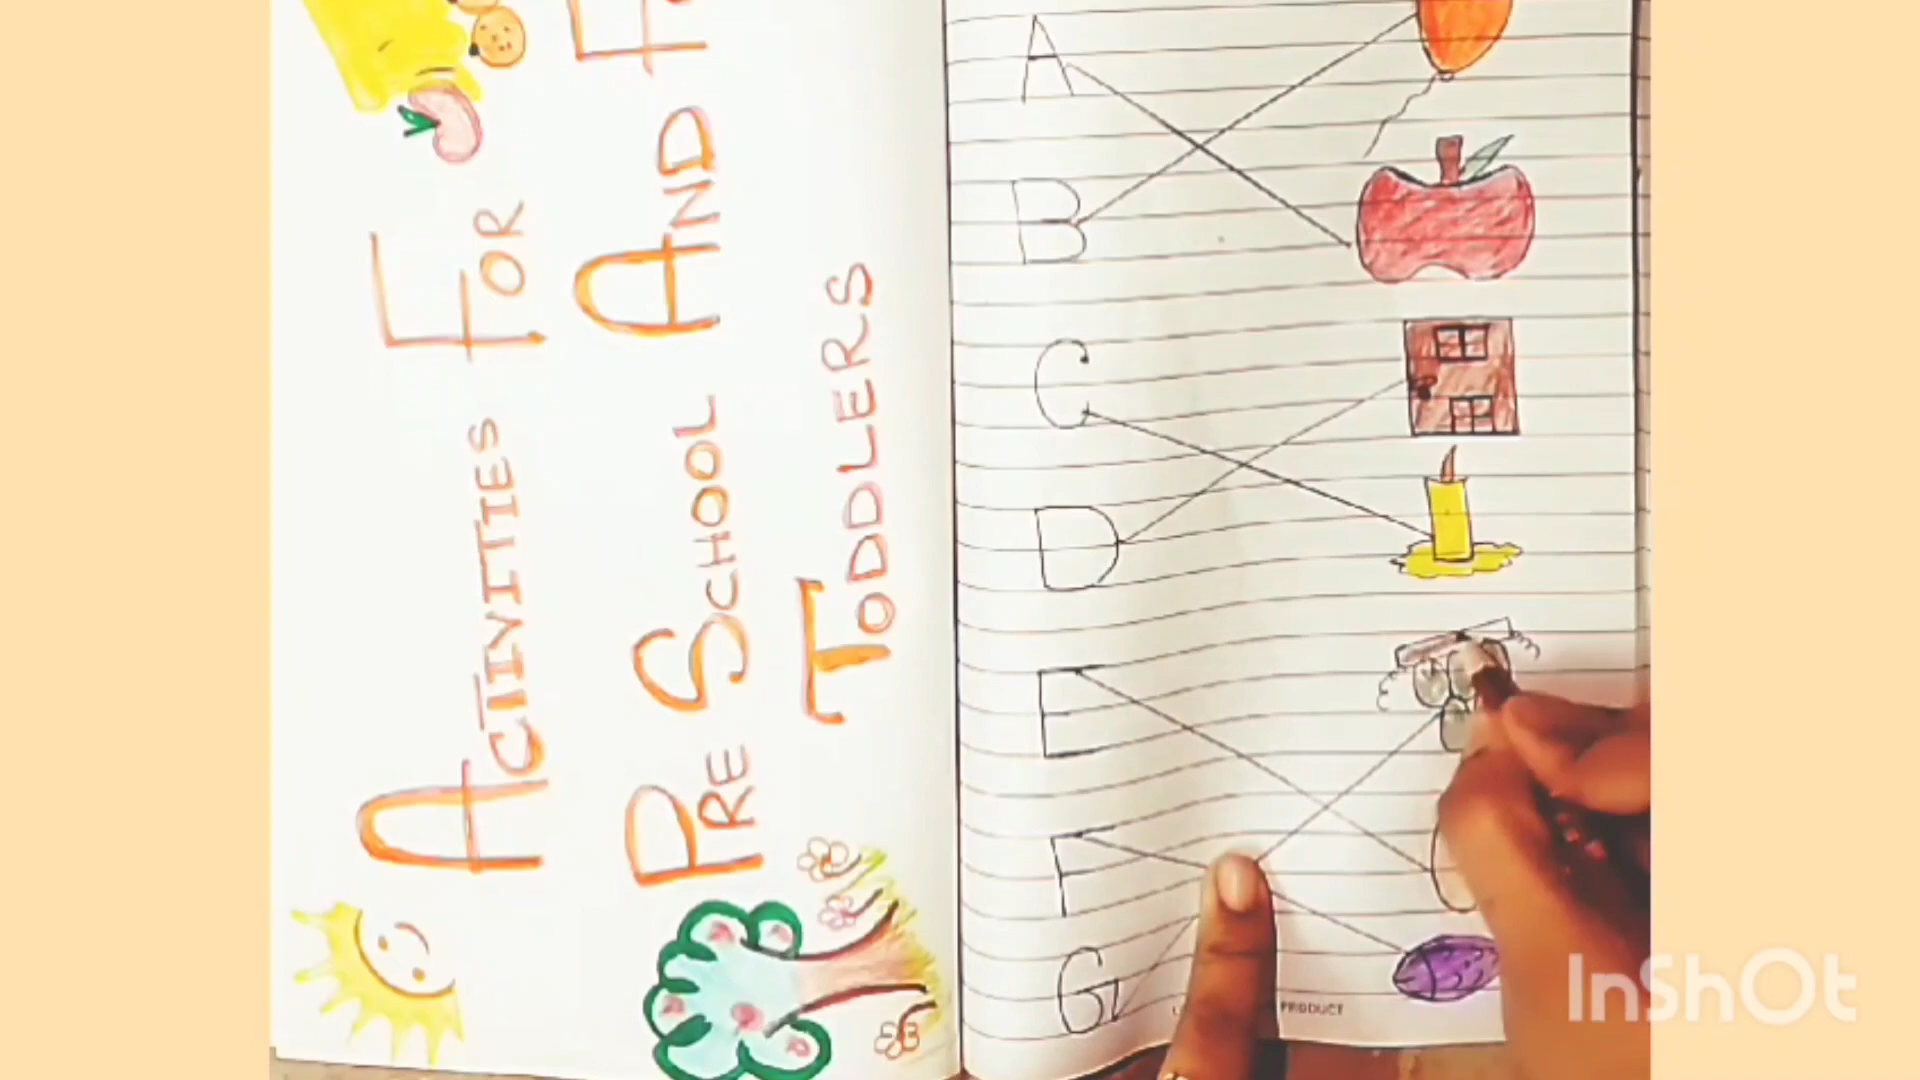 ACTIVITIES FOR
PRE SCHOOL AND
TODDLERS
A
B
C
D
E
F
G
PRODUCT
InShOt